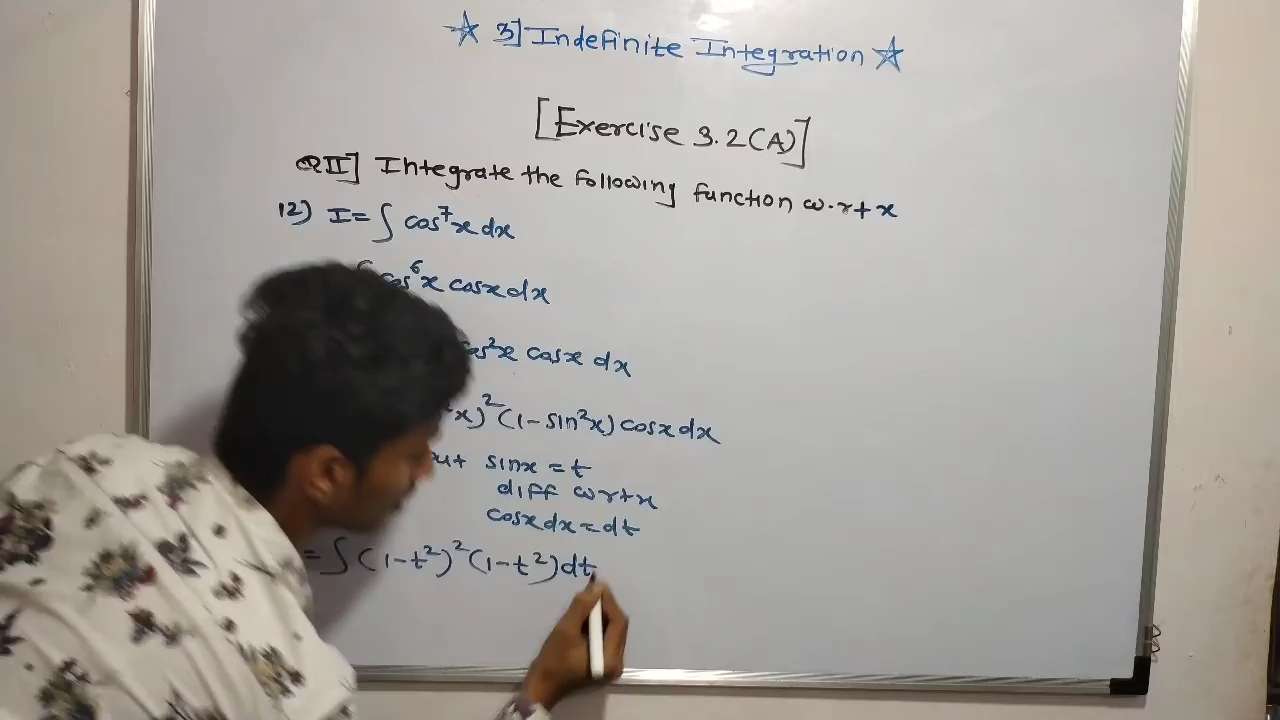 ☆ 3] Indefinite Integration ☆
[Exercise 3.2(A)]
QII] Integrate the following function w.r.t x
12) I = ∫ cos⁷x dx
cos⁶x cosx dx
cos²x cosx dx
x)² (1 - sin²x) cosx dx
sinx = t
diff w r t x
cosx dx = dt
= ∫ (1-t²)² (1-t²) dt